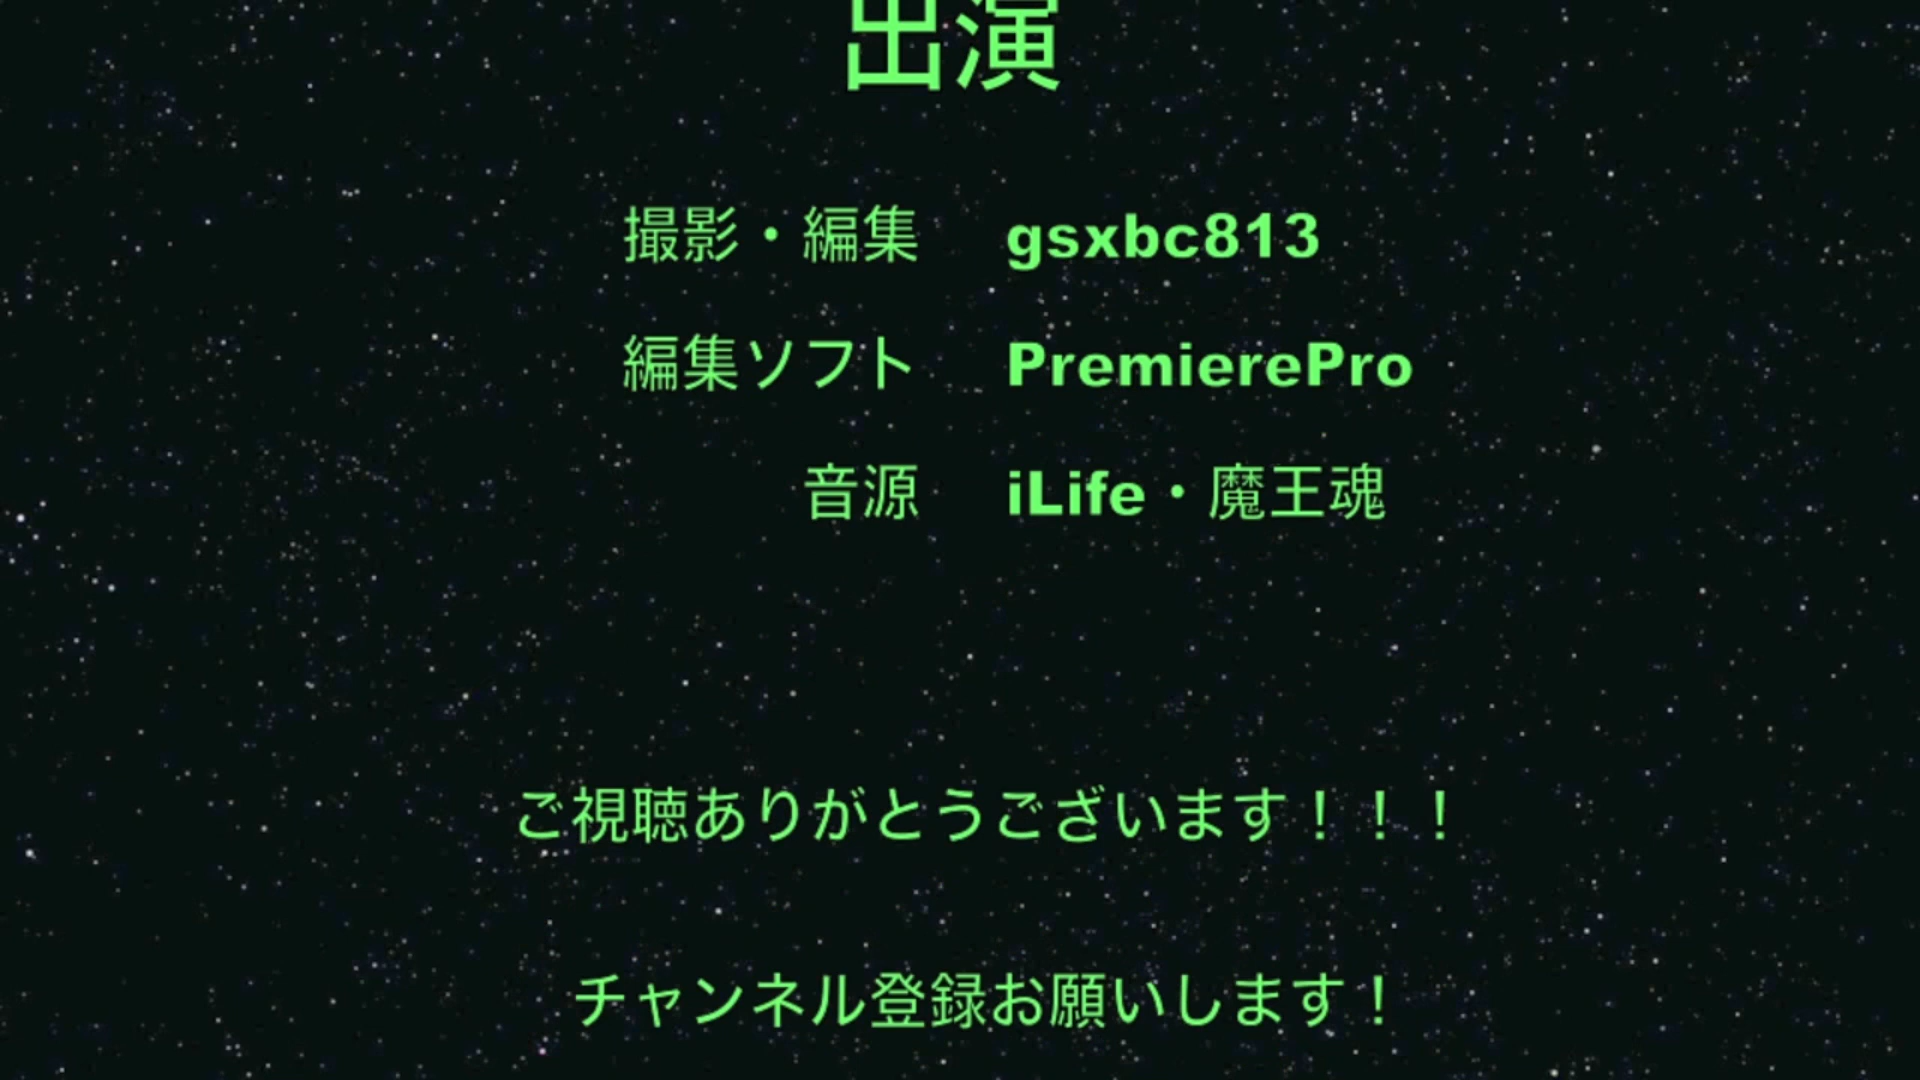 出演
撮影・編集 gsxbc813
編集ソフト PremierePro
音源 iLife・魔王魂
ご視聴ありがとうございます！！！
チャンネル登録お願いします！